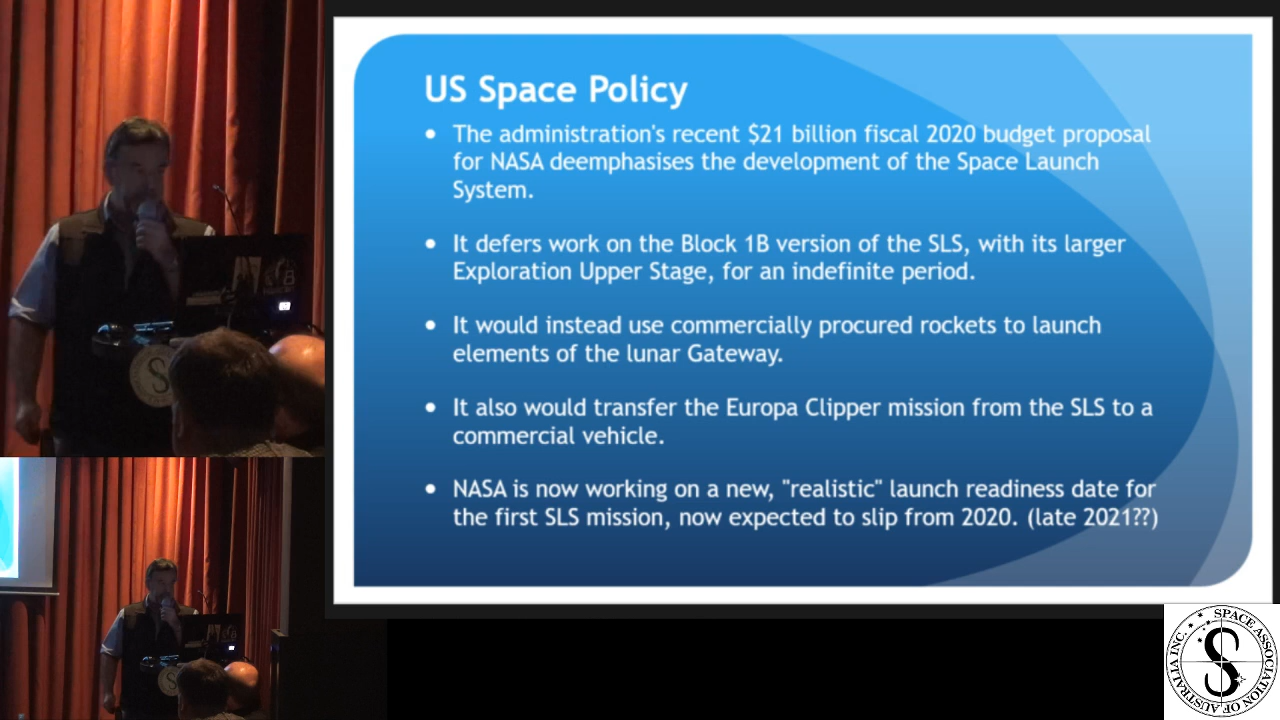 US Space Policy
• The administration's recent $21 billion fiscal 2020 budget proposal
for NASA deemphasises the development of the Space Launch
System.
• It defers work on the Block 1B version of the SLS, with its larger
Exploration Upper Stage, for an indefinite period.
• It would instead use commercially procured rockets to launch
elements of the lunar Gateway.
• It also would transfer the Europa Clipper mission from the SLS to a
commercial vehicle.
• NASA is now working on a new, "realistic" launch readiness date for
the first SLS mission, now expected to slip from 2020. (late 2021??)
SPACE ASSOCIATION OF AUSTRALIA INC.
S